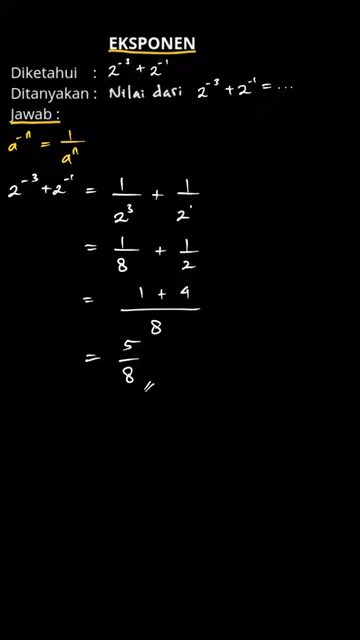 EKSPONEN
Diketahui : 2⁻³ + 2⁻¹
Ditanyakan : Nilai dari 2⁻³ + 2⁻¹ = ...
Jawab :
a⁻ⁿ = 1/aⁿ
2⁻³ + 2⁻¹ = 1/2³ + 1/2¹
= 1/8 + 1/2
= (1 + 4)/8
= 5/8 //